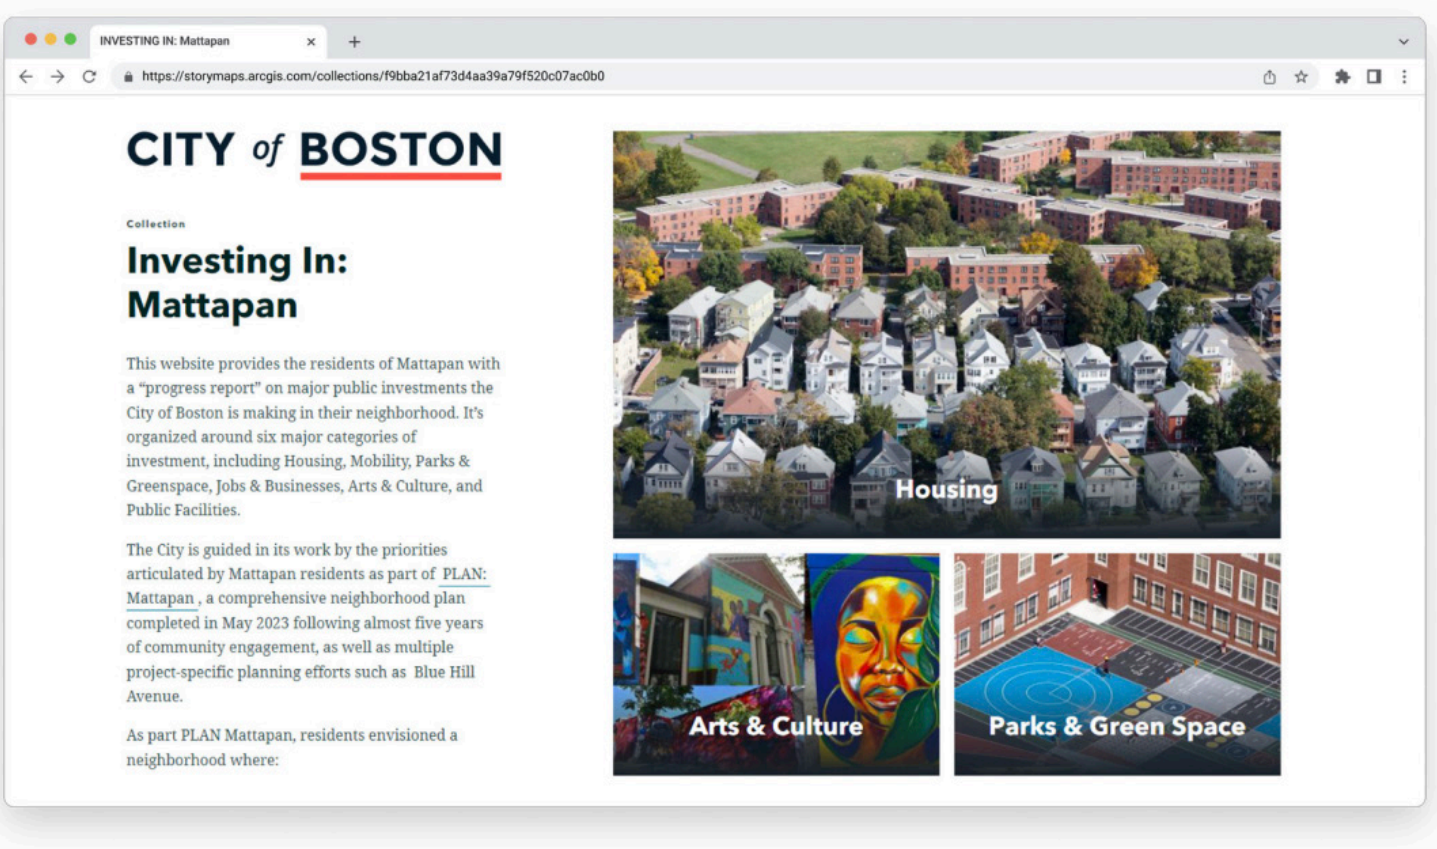 INVESTING IN: Mattapan
https://storymaps.arcgis.com/collections/f9bba21af73d4aa39a79f520c07ac0b0
CITY of BOSTON
Collection
Investing In:
Mattapan
This website provides the residents of Mattapan with
a “progress report” on major public investments the
City of Boston is making in their neighborhood. It’s
organized around six major categories of
investment, including Housing, Mobility, Parks &
Greenspace, Jobs & Businesses, Arts & Culture, and
Public Facilities.
The City is guided in its work by the priorities
articulated by Mattapan residents as part of PLAN:
Mattapan , a comprehensive neighborhood plan
completed in May 2023 following almost five years
of community engagement, as well as multiple
project-specific planning efforts such as Blue Hill
Avenue.
As part PLAN Mattapan, residents envisioned a
neighborhood where:
Housing
Arts & Culture
Parks & Green Space